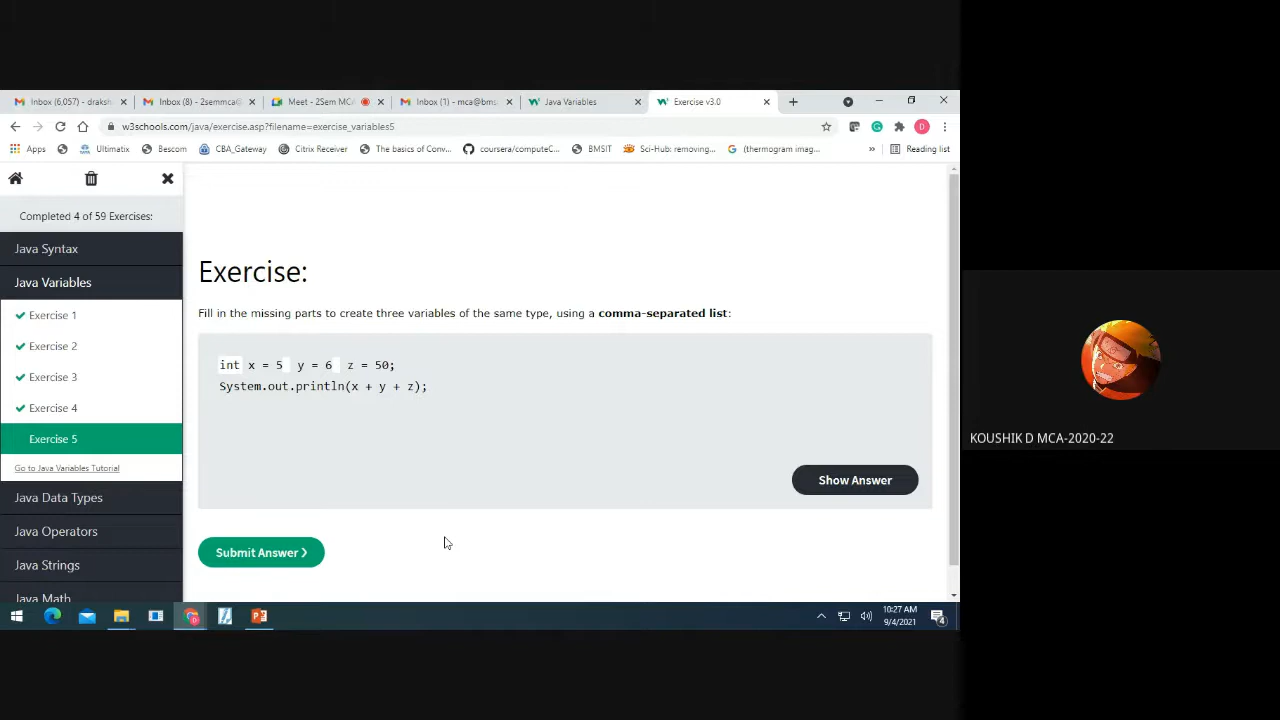 Inbox (6,057) - draksh
Inbox (8) - 2semmca@
Meet - 2Sem MCA
Inbox (1) - mca@bms
Java Variables
Exercise v3.0
w3schools.com/java/exercise.asp?filename=exercise_variables5
Apps
Ultimatix
Bescom
CBA_Gateway
Citrix Receiver
The basics of Conv...
coursera/computeC...
BMSIT
Sci-Hub: removing...
(thermogram imag...
»
Reading list
Completed 4 of 59 Exercises:
Java Syntax
Java Variables
Exercise 1
Exercise 2
Exercise 3
Exercise 4
Exercise 5
Go to Java Variables Tutorial
Java Data Types
Java Operators
Java Strings
Java Math
Exercise:
Fill in the missing parts to create three variables of the same type, using a comma-separated list:
int x = 5 y = 6 z = 50;
System.out.println(x + y + z);
Show Answer
Submit Answer ❯
KOUSHIK D MCA-2020-22
10:27 AM
9/4/2021
4